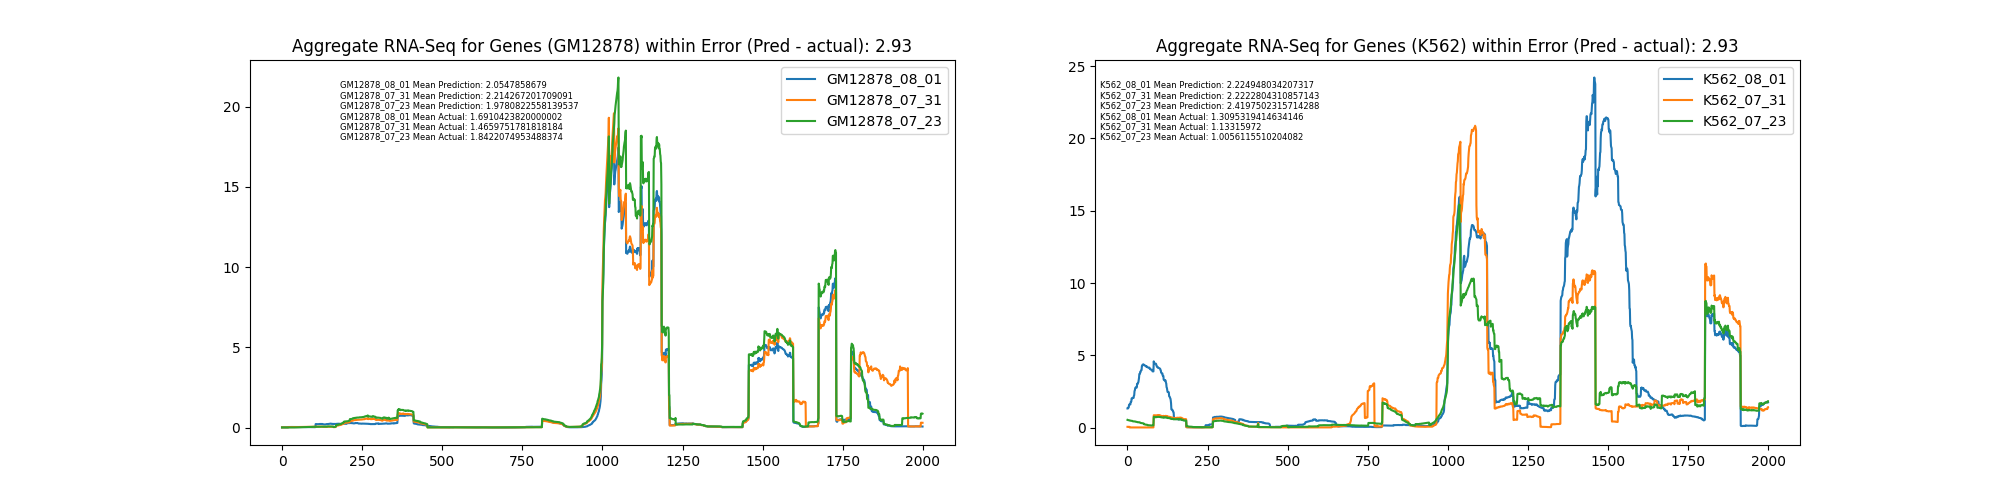 Aggregate RNA-Seq for Genes (GM12878) within Error (Pred - actual): 2.93
GM12878_08_01 Mean Prediction: 2.0547858679
GM12878_07_31 Mean Prediction: 2.214267201709091
GM12878_07_23 Mean Prediction: 1.9780822558139537
GM12878_08_01 Mean Actual: 1.6910423820000002
GM12878_07_31 Mean Actual: 1.4659751781818184
GM12878_07_23 Mean Actual: 1.8422074953488374
GM12878_08_01
GM12878_07_31
GM12878_07_23
20
15
10
5
0
0 250 500 750 1000 1250 1500 1750 2000
Aggregate RNA-Seq for Genes (K562) within Error (Pred - actual): 2.93
K562_08_01 Mean Prediction: 2.224948034207317
K562_07_31 Mean Prediction: 2.2222804310857143
K562_07_23 Mean Prediction: 2.4197502315714288
K562_08_01 Mean Actual: 1.3095319414634146
K562_07_31 Mean Actual: 1.13315972
K562_07_23 Mean Actual: 1.0056115510204082
K562_08_01
K562_07_31
K562_07_23
25
20
15
10
5
0
0 250 500 750 1000 1250 1500 1750 2000